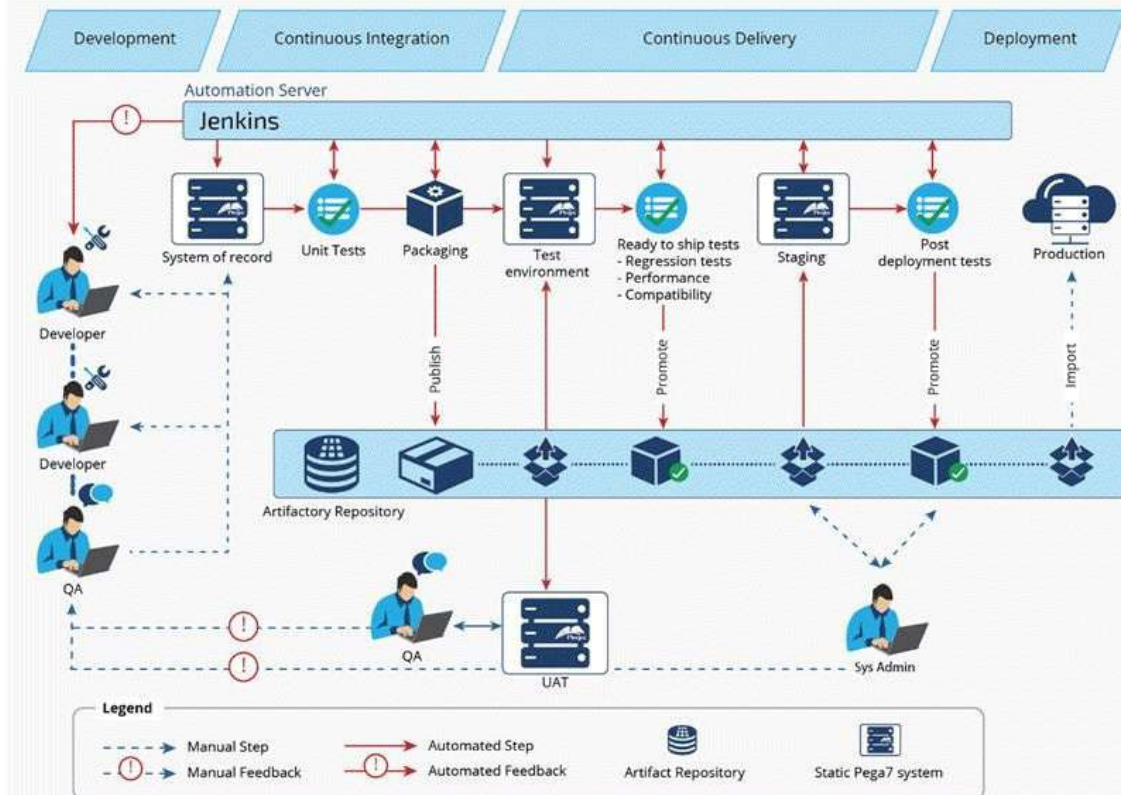 Development
Continuous Integration
Continuous Delivery
Deployment
Automation Server
Jenkins
System of record
Unit Tests
Packaging
Test
environment
Ready to ship tests
- Regression tests
- Performance
- Compatibility
Staging
Post
deployment tests
Production
Developer
Developer
QA
Publish
Promote
Promote
Import
Artifactory Repository
QA
UAT
Sys Admin
Legend
Manual Step
Manual Feedback
Automated Step
Automated Feedback
Artifact Repository
Static Pega7 system